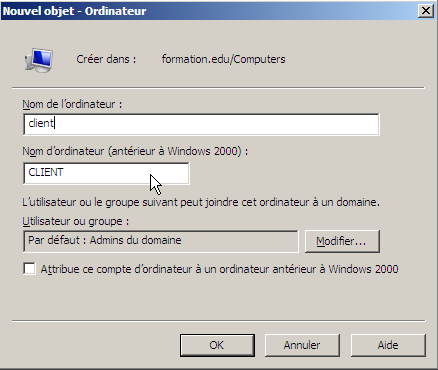 Nouvel objet - Ordinateur
Créer dans : formation.edu/Computers
Nom de l'ordinateur :
client
Nom d'ordinateur (antérieur à Windows 2000) :
CLIENT
L'utilisateur ou le groupe suivant peut joindre cet ordinateur à un domaine.
Utilisateur ou groupe :
Par défaut : Admins du domaine Modifier...
Attribue ce compte d'ordinateur à un ordinateur antérieur à Windows 2000
OK Annuler Aide